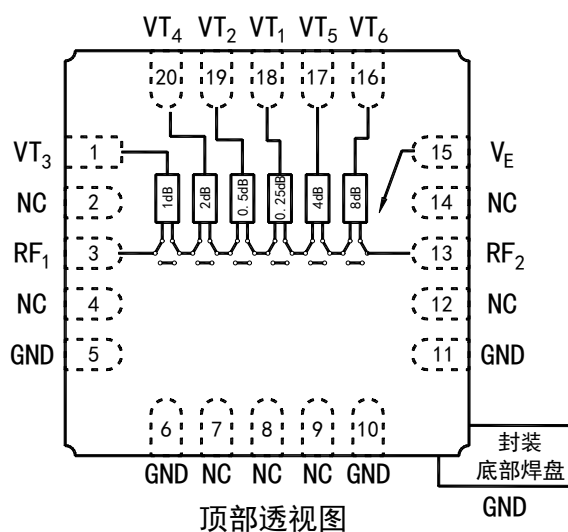 VT4 VT2 VT1 VT5 VT6
20 19 18 17 16
VT3 1 15 VE
1dB 2dB 0.5dB 0.25dB 4dB 8dB
NC 2 14 NC
RF1 3 13 RF2
NC 4 12 NC
GND 5 11 GND
6 7 8 9 10
GND NC NC NC GND
封装
底部焊盘
GND
顶部透视图